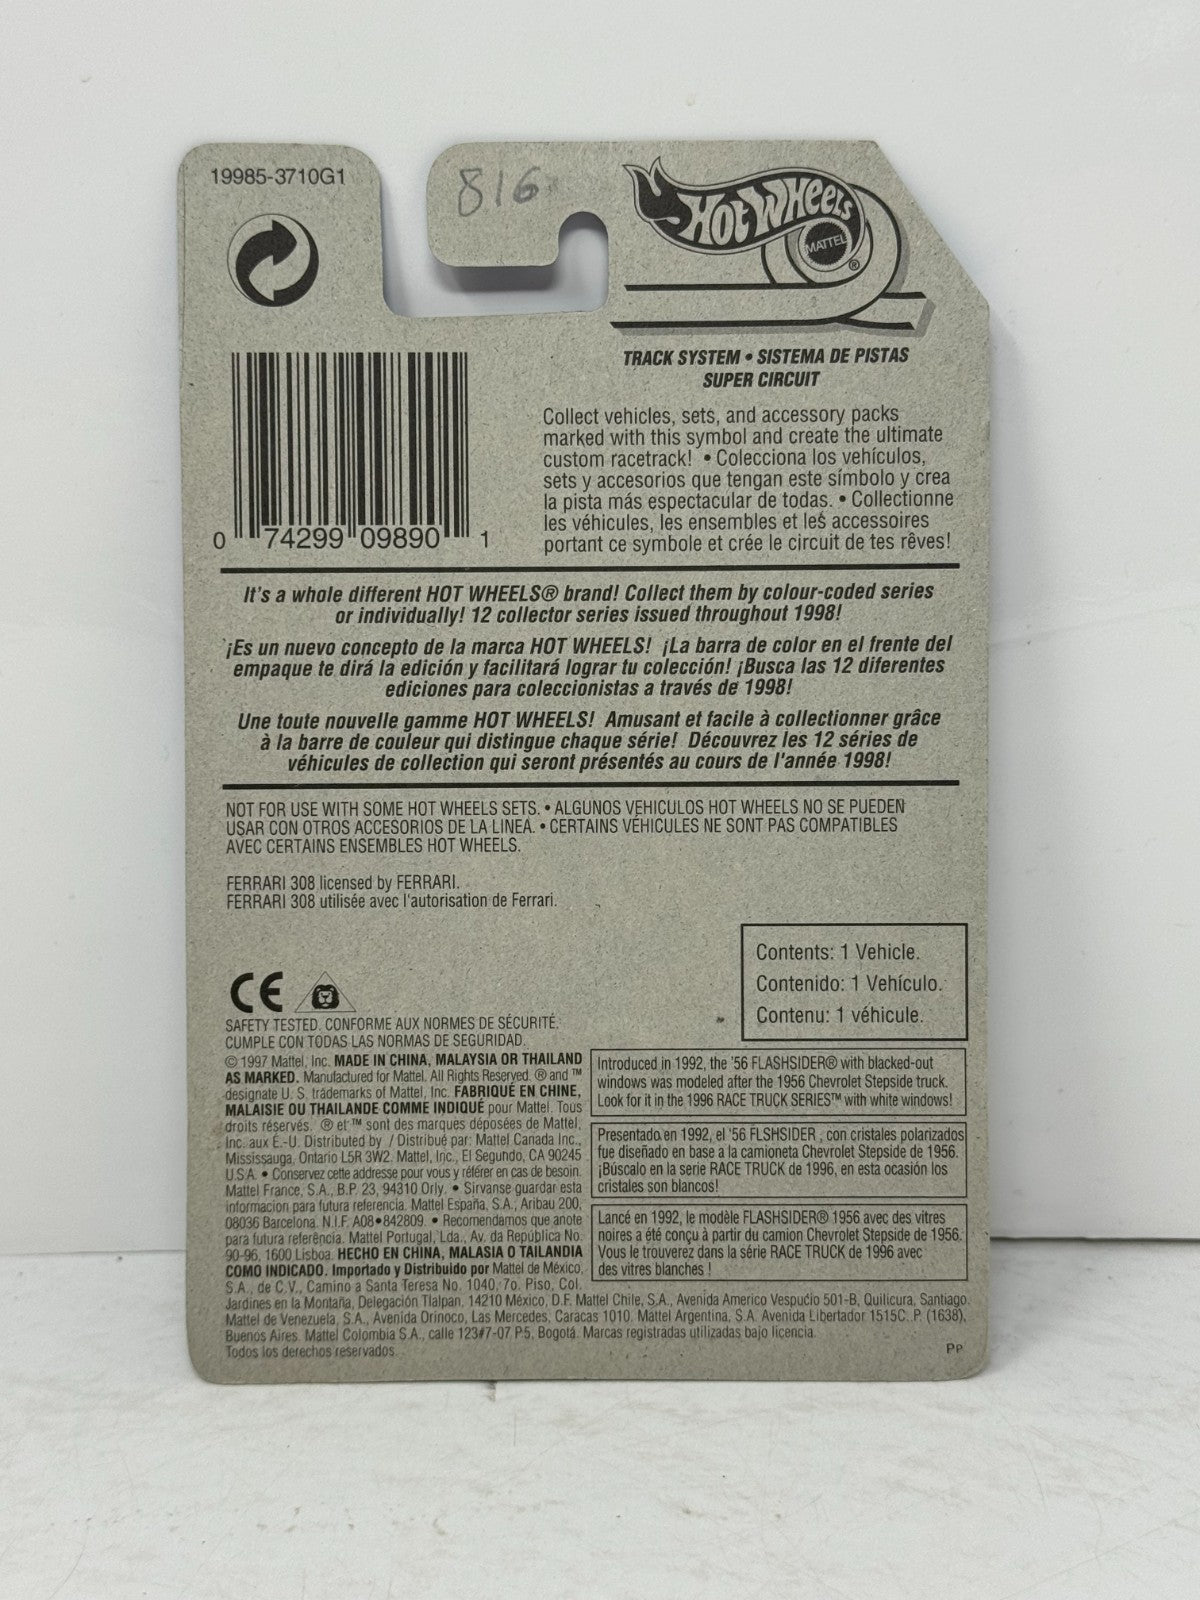 19985-3710G1
816
HOT WHEELS
MATTEL
®
TRACK SYSTEM • SISTEMA DE PISTAS
SUPER CIRCUIT
Collect vehicles, sets, and accessory packs
marked with this symbol and create the ultimate
custom racetrack! • Colecciona los vehículos,
sets y accesorios que tengan este símbolo y crea
la pista más espectacular de todas. • Collectionne
les véhicules, les ensembles et les accessoires
portant ce symbole et crée le circuit de tes rêves!
0 74299 09890 1
It's a whole different HOT WHEELS® brand! Collect them by colour-coded series
or individually! 12 collector series issued throughout 1998!
¡Es un nuevo concepto de la marca HOT WHEELS! ¡La barra de color en el frente del
empaque te dirá la edición y facilitará lograr tu colección! ¡Busca las 12 diferentes
ediciones para coleccionistas a través de 1998!
Une toute nouvelle gamme HOT WHEELS! Amusant et facile à collectionner grâce
à la barre de couleur qui distingue chaque série! Découvrez les 12 séries de
véhicules de collection qui seront présentés au cours de l'année 1998!
NOT FOR USE WITH SOME HOT WHEELS SETS. • ALGUNOS VEHICULOS HOT WHEELS NO SE PUEDEN
USAR CON OTROS ACCESORIOS DE LA LINEA. • CERTAINS VÉHICULES NE SONT PAS COMPATIBLES
AVEC CERTAINS ENSEMBLES HOT WHEELS.
FERRARI 308 licensed by FERRARI.
FERRARI 308 utilisée avec l'autorisation de Ferrari.
Contents: 1 Vehicle.
Contenido: 1 Vehículo.
Contenu: 1 véhicule.
CE
SAFETY TESTED. CONFORME AUX NORMES DE SÉCURITÉ.
CUMPLE CON TODAS LAS NORMAS DE SEGURIDAD.
© 1997 Mattel, Inc. MADE IN CHINA, MALAYSIA OR THAILAND
AS MARKED. Manufactured for Mattel. All Rights Reserved. ® and ™
designate U. S. trademarks of Mattel, Inc. FABRIQUÉ EN CHINE,
MALAISIE OU THAILANDE COMME INDIQUÉ pour Mattel. Tous
droits réservés. ® et ™ sont des marques déposées de Mattel,
Inc. aux É.-U. Distributed by / Distribué par: Mattel Canada Inc.,
Mississauga, Ontario L5R 3W2. Mattel, Inc., El Segundo, CA 90245
U.S.A. • Conservez cette addresse pour vous y référer en cas de besoin.
Mattel France, S.A., B.P. 23, 94310 Orly. • Sirvanse guardar esta
informacion para futura referencia. Mattel España, S.A., Aribau 200,
08036 Barcelona. N.I.F. A08•842809. • Recomendamos que anote
para futura referência. Mattel Portugal, Lda., Av. da República No.
90-96, 1600 Lisboa. HECHO EN CHINA, MALASIA O TAILANDIA
COMO INDICADO. Importado y Distribuido por Mattel de México,
S.A., de C.V., Camino a Santa Teresa No. 1040, 7o. Piso, Col.
Jardines en la Montaña, Delegación Tlalpan, 14210 México, D.F. Mattel Chile, S.A., Avenida Americo Vespucio 501-B, Quilicura, Santiago.
Mattel de Venezuela, S.A., Avenida Orinoco, Las Mercedes, Caracas 1010. Mattel Argentina, S.A. Avenida Libertador 1515C. P. (1638),
Buenos Aires. Mattel Colombia S.A., calle 123#7-07 P5, Bogotá. Marcas registradas utilizadas bajo licencia.
Todos los derechos reservados.
Introduced in 1992, the '56 FLASHSIDER® with blacked-out
windows was modeled after the 1956 Chevrolet Stepside truck.
Look for it in the 1996 RACE TRUCK SERIES™ with white windows!
Presentado en 1992, el '56 FLSHSIDER , con cristales polarizados
fue diseñado en base a la camioneta Chevrolet Stepside de 1956.
¡Búscalo en la serie RACE TRUCK de 1996, en esta ocasión los
cristales son blancos!
Lancé en 1992, le modèle FLASHSIDER® 1956 avec des vitres
noires a été conçu à partir du camion Chevrolet Stepside de 1956.
Vous le trouverez dans la série RACE TRUCK de 1996 avec
des vitres blanches !
PP